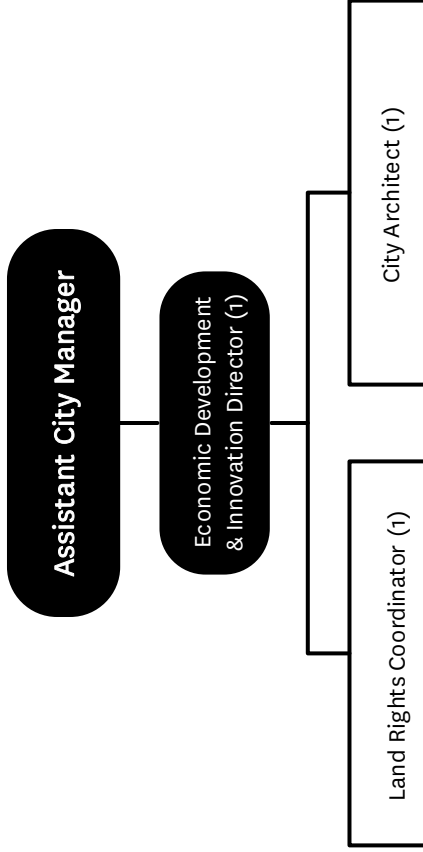 Assistant City Manager
Economic Development
& Innovation Director (1)
Land Rights Coordinator (1)
City Architect (1)